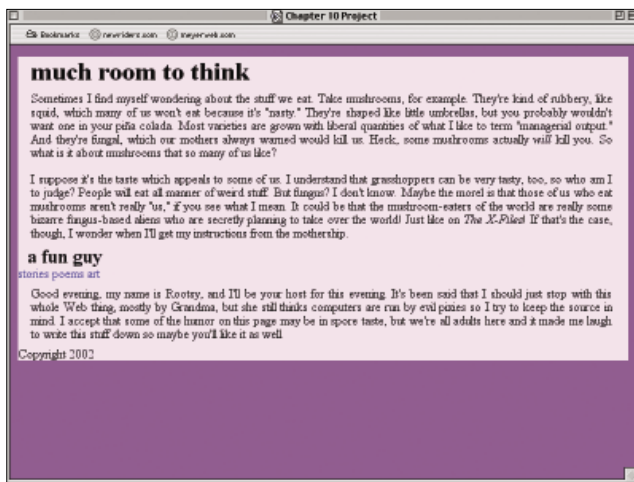 Chapter 10 Project
Bookmarks newriders.com meyerweb.com
much room to think
Sometimes I find myself wondering about the stuff we eat. Take mushrooms, for example. They're kind of rubbery, like
squid, which many of us won't eat because it's "nasty." They're shaped like little umbrellas, but you probably wouldn't
want one in your piña colada. Most varieties are grown with liberal quantities of what I like to term "managerial output."
And they're fungal, which our mothers always warned would kill us. Heck, some mushrooms actually will kill you. So
what is it about mushrooms that so many of us like?
I suppose it's the taste which appeals to some of us. I understand that grasshoppers can be very tasty, too, so who am I
to judge? People will eat all manner of weird stuff. But fungus? I don't know. Maybe the morel is that those of us who eat
mushrooms aren't really "us," if you see what I mean. It could be that the mushroom-eaters of the world are really some
bizarre fungus-based aliens who are secretly planning to take over the world! Just like on The X-Files! If that's the case,
though, I wonder when I'll get my instructions from the mothership.
a fun guy
stories poems art
Good evening, my name is Rootsy, and I'll be your host for this evening. It's been said that I should just stop with this
whole Web thing, mostly by Grandma, but she still thinks computers are run by evil pixies so I try to keep the source in
mind. I accept that some of the humor on this page may be in spore taste, but we're all adults here and it made me laugh
to write this stuff down so maybe you'll like it as well.
Copyright 2002